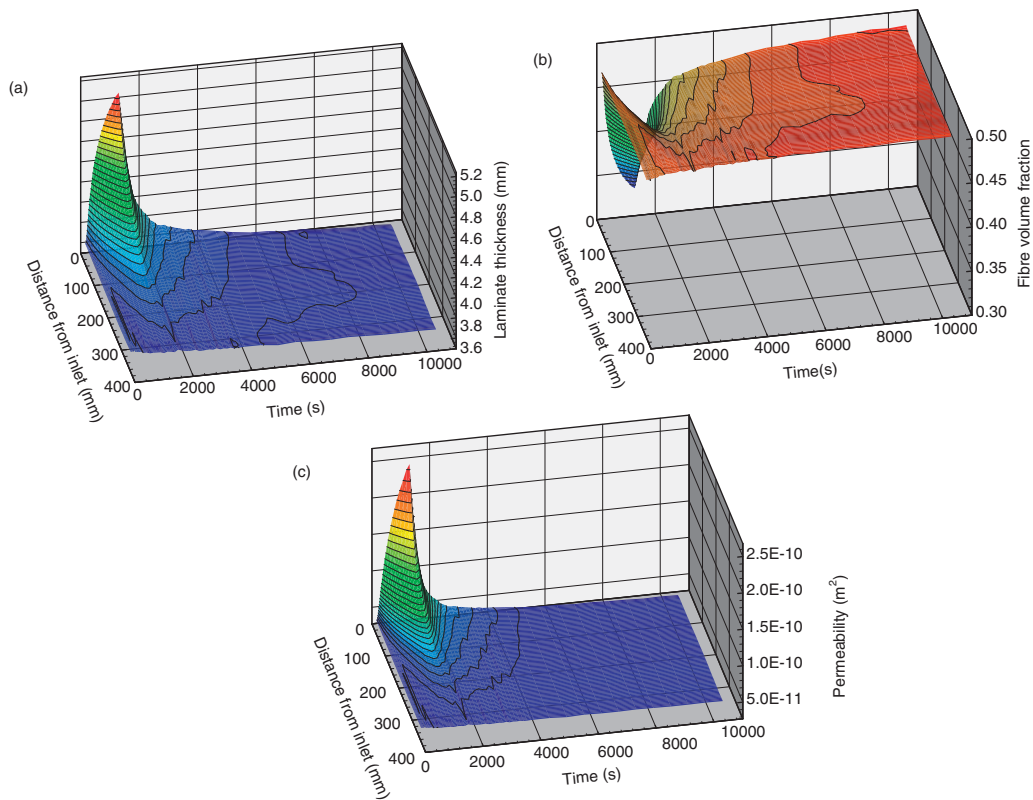 (a)
5.2
5.0
4.8
4.6
4.4
4.2
4.0
3.8
3.6
Laminate thickness (mm)
0
100
200
300
400
Distance from inlet (mm)
0
2000
4000
6000
8000
10000
Time (s)
(b)
0.50
0.45
0.40
0.35
0.30
Fibre volume fraction
0
100
200
300
400
Distance from inlet (mm)
0
2000
4000
6000
8000
10000
Time(s)
(c)
2.5E-10
2.0E-10
1.5E-10
1.0E-10
5.0E-11
Permeability (m²)
0
100
200
300
400
Distance from inlet (mm)
0
2000
4000
6000
8000
10000
Time (s)